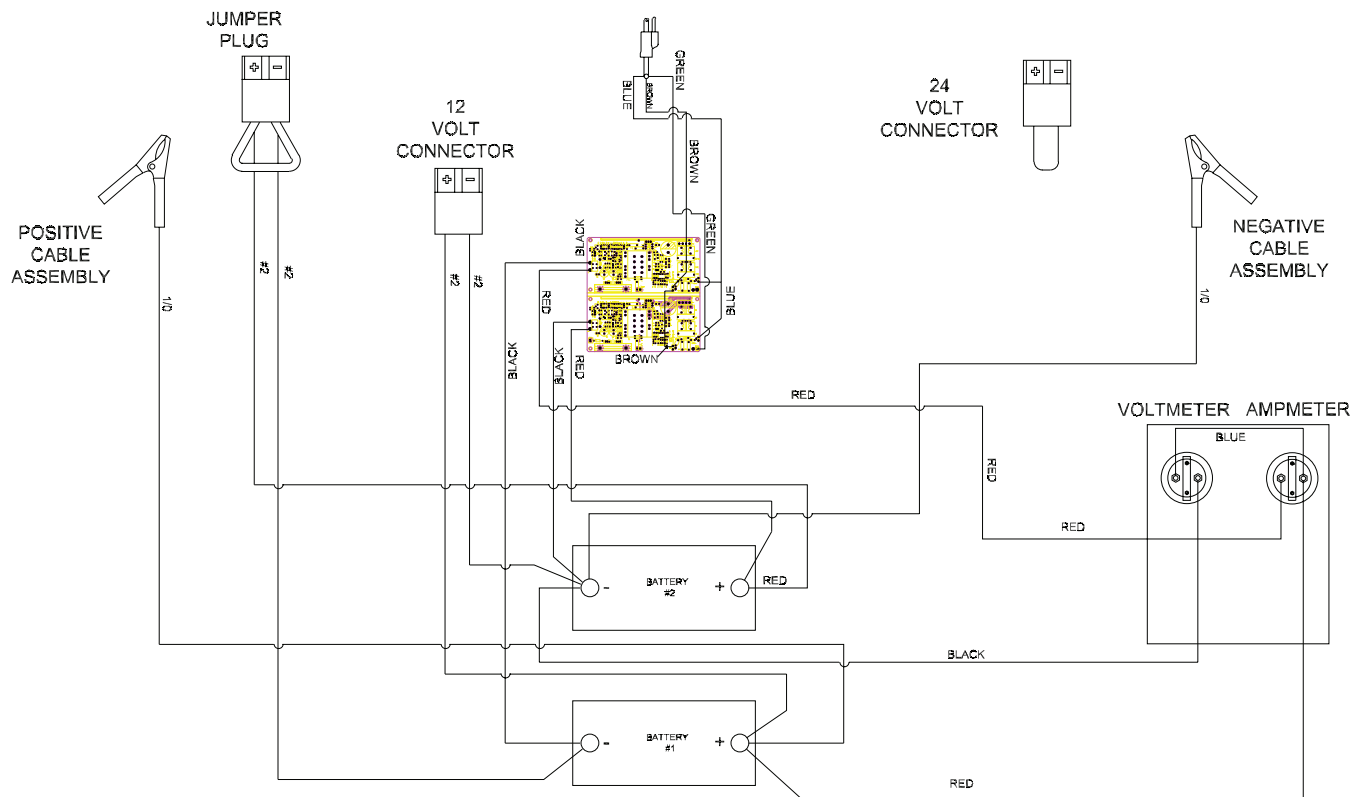 JUMPER
PLUG
+ -
12
VOLT
CONNECTOR
+ -
GREEN
BLUE
BROWN
24
VOLT
CONNECTOR
+ -
BROWN
POSITIVE
CABLE
ASSEMBLY
NEGATIVE
CABLE
ASSEMBLY
BLACK
GREEN
#2
#2
#2
#2
1/0
1/0
RED
BLUE
BLACK
BLACK
RED
BROWN
RED
VOLTMETER
AMPMETER
BLUE
RED
RED
- BATTERY +
#2
RED
BLACK
- BATTERY +
#1
RED